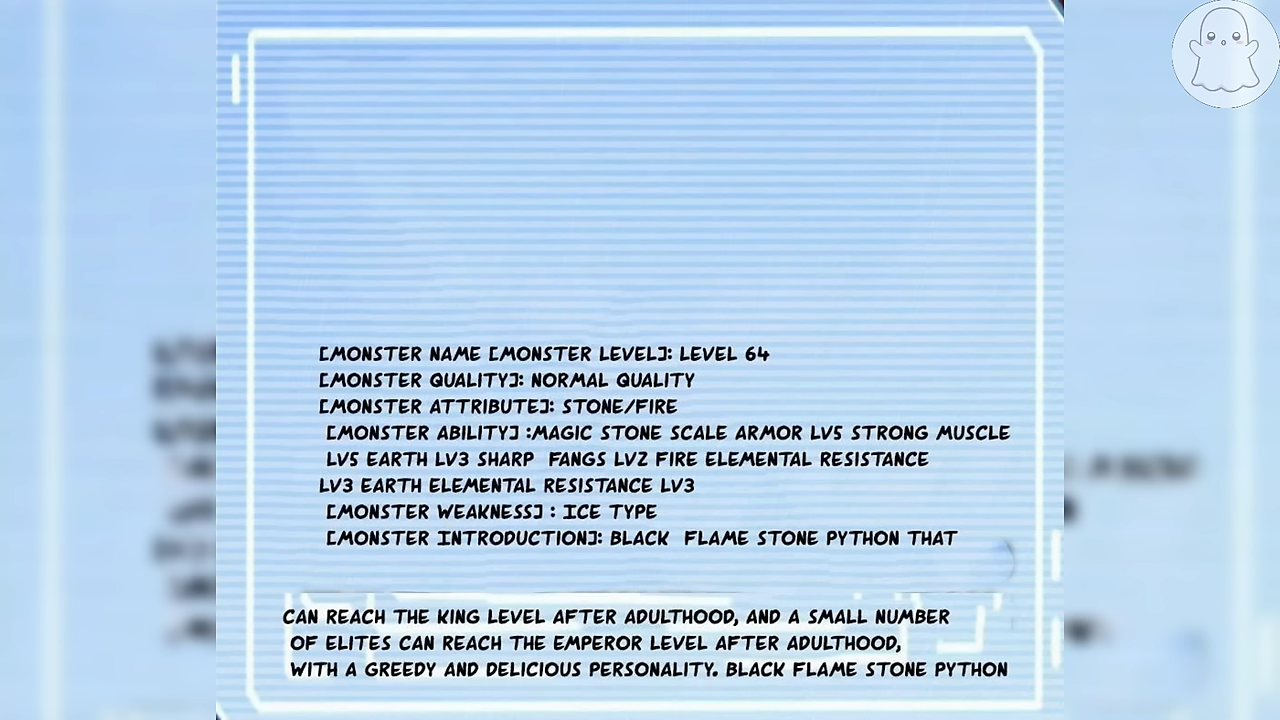 [MONSTER NAME [MONSTER LEVEL]: LEVEL 64
[MONSTER QUALITY]: NORMAL QUALITY
[MONSTER ATTRIBUTE]: STONE/FIRE
[MONSTER ABILITY] :MAGIC STONE SCALE ARMOR LV5 STRONG MUSCLE
LV5 EARTH LV3 SHARP FANGS LV2 FIRE ELEMENTAL RESISTANCE
LV3 EARTH ELEMENTAL RESISTANCE LV3
[MONSTER WEAKNESS] : ICE TYPE
[MONSTER INTRODUCTION]: BLACK FLAME STONE PYTHON THAT
CAN REACH THE KING LEVEL AFTER ADULTHOOD, AND A SMALL NUMBER
OF ELITES CAN REACH THE EMPEROR LEVEL AFTER ADULTHOOD,
WITH A GREEDY AND DELICIOUS PERSONALITY. BLACK FLAME STONE PYTHON